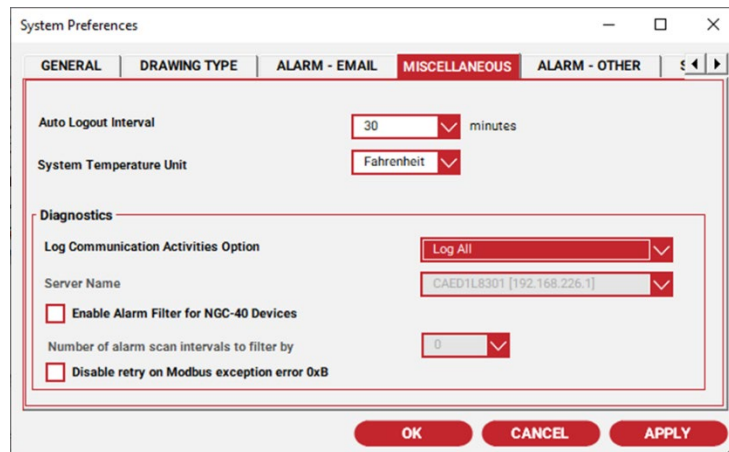 System Preferences
GENERAL DRAWING TYPE ALARM - EMAIL MISCELLANEOUS ALARM - OTHER
Auto Logout Interval 30 minutes
System Temperature Unit Fahrenheit
Diagnostics
Log Communication Activities Option Log All
Server Name CAED1L8301 [192.168.226.1]
Enable Alarm Filter for NGC-40 Devices
Number of alarm scan intervals to filter by 0
Disable retry on Modbus exception error 0xB
OK CANCEL APPLY